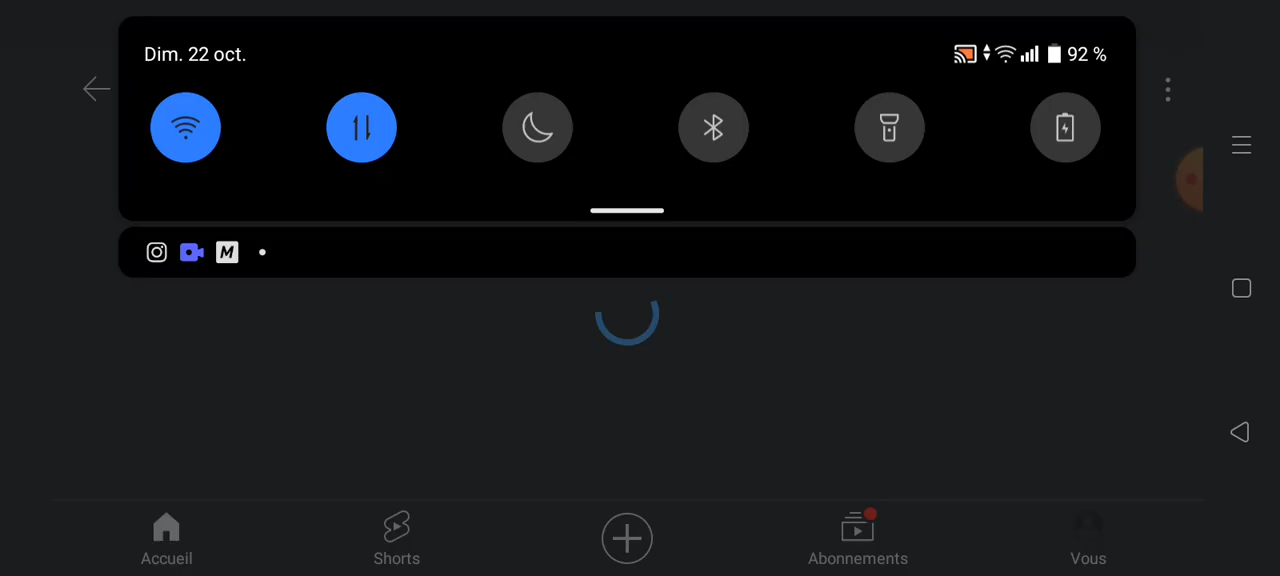 Dim. 22 oct.
92 %
M
Accueil
Shorts
Abonnements
Vous